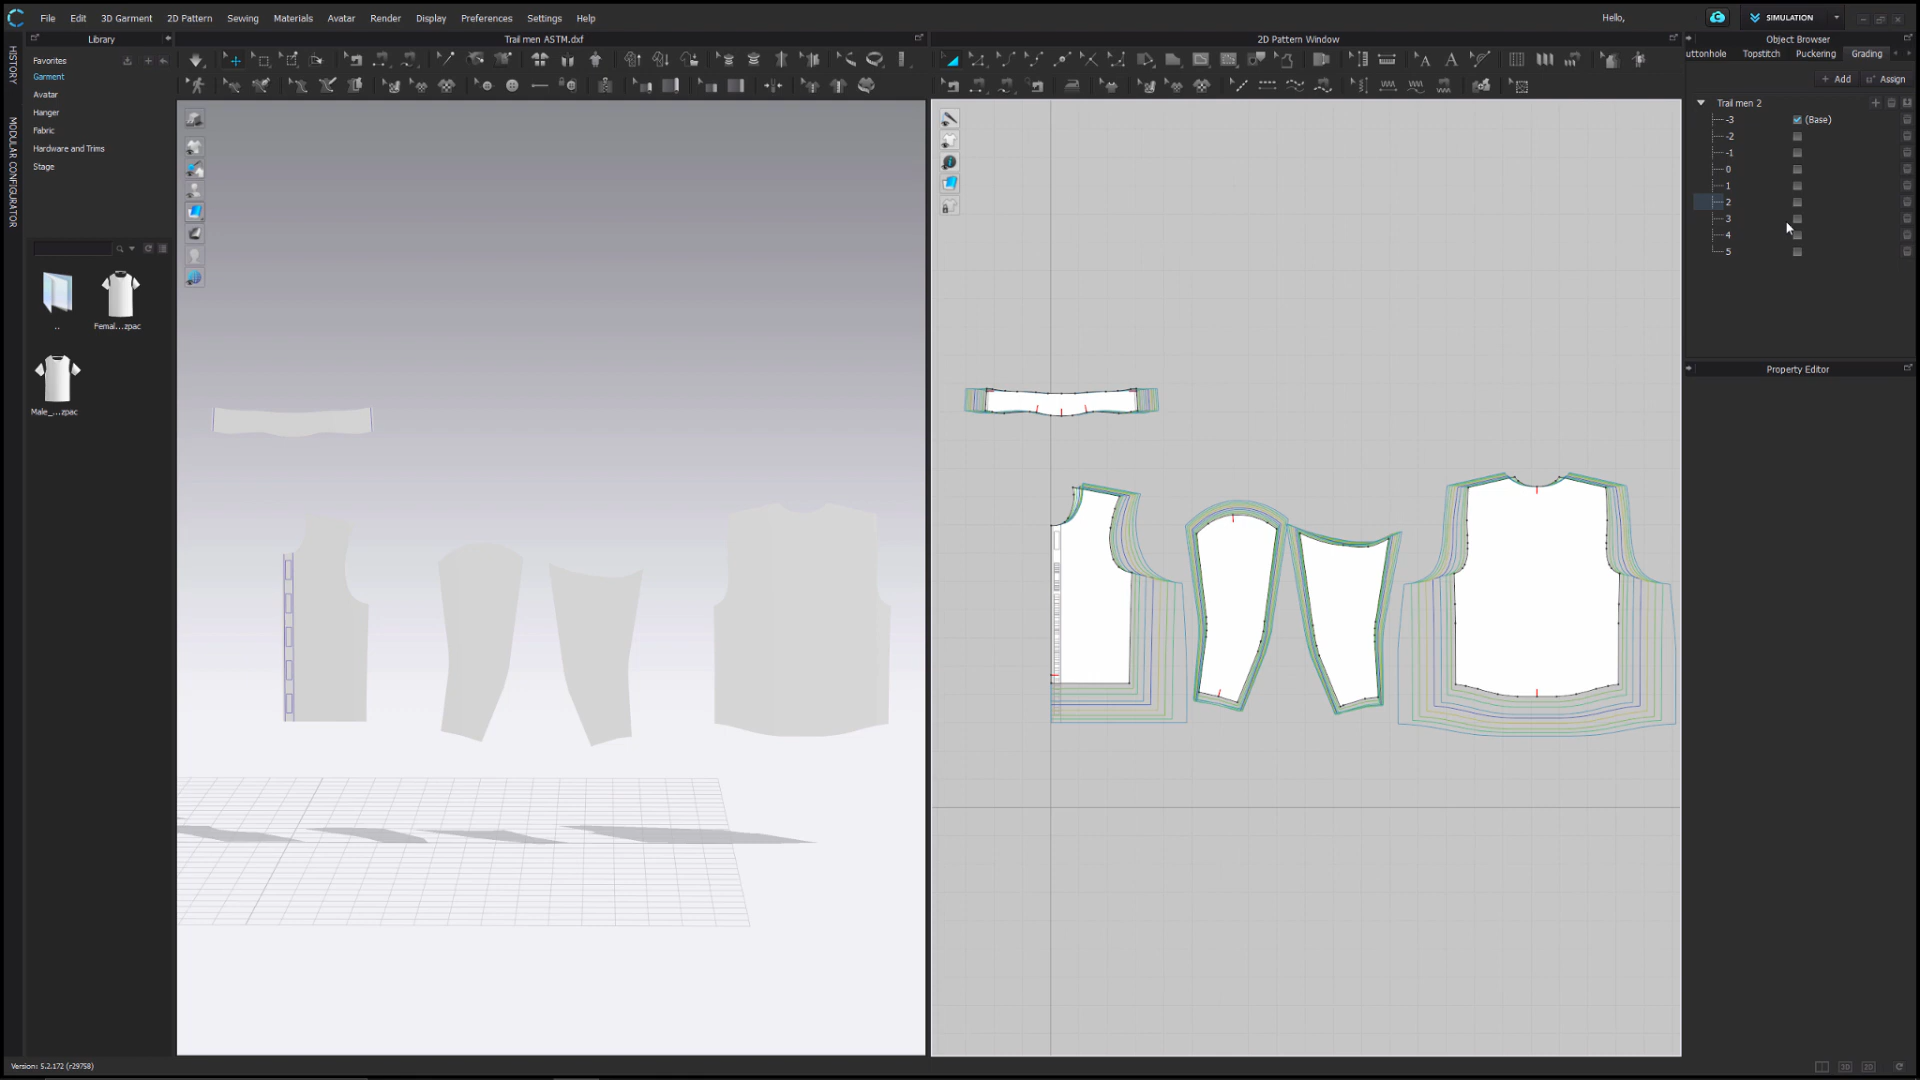 File Edit 3D Garment 2D Pattern Sewing Materials Avatar Render Display Preferences Settings Help
Hello,
SIMULATION
Library
Trail men ASTM.dxf
2D Pattern Window
Object Browser
HISTORY
MODULAR CONFIGURATOR
Favorites
Garment
Avatar
Hanger
Fabric
Hardware and Trims
Stage
..
Femal...zpac
Male_...zpac
uttonhole Topstitch Puckering Grading
+ Add Assign
Trail men 2
-3 (Base)
-2
-1
0
1
2
3
4
5
Property Editor
Version: 5.2.172 (r29758)
3D 2D